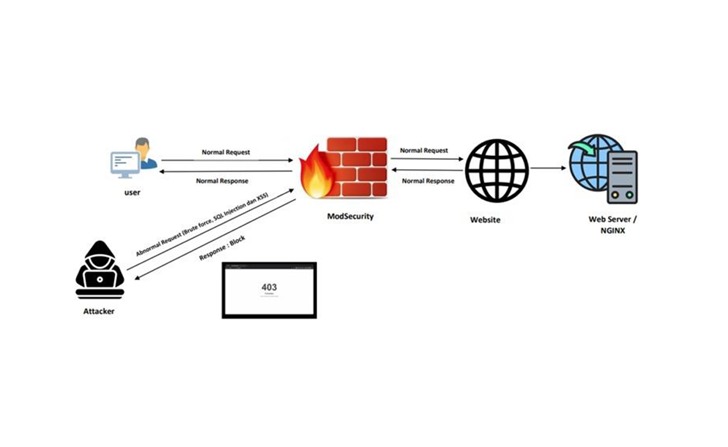 Normal Request
Normal Response
user
Normal Request
Normal Response
ModSecurity
Website
Web Server /
NGINX
Abnormal Request (Brute force, SQL Injection dan XSS)
Response : Block
Attacker
403